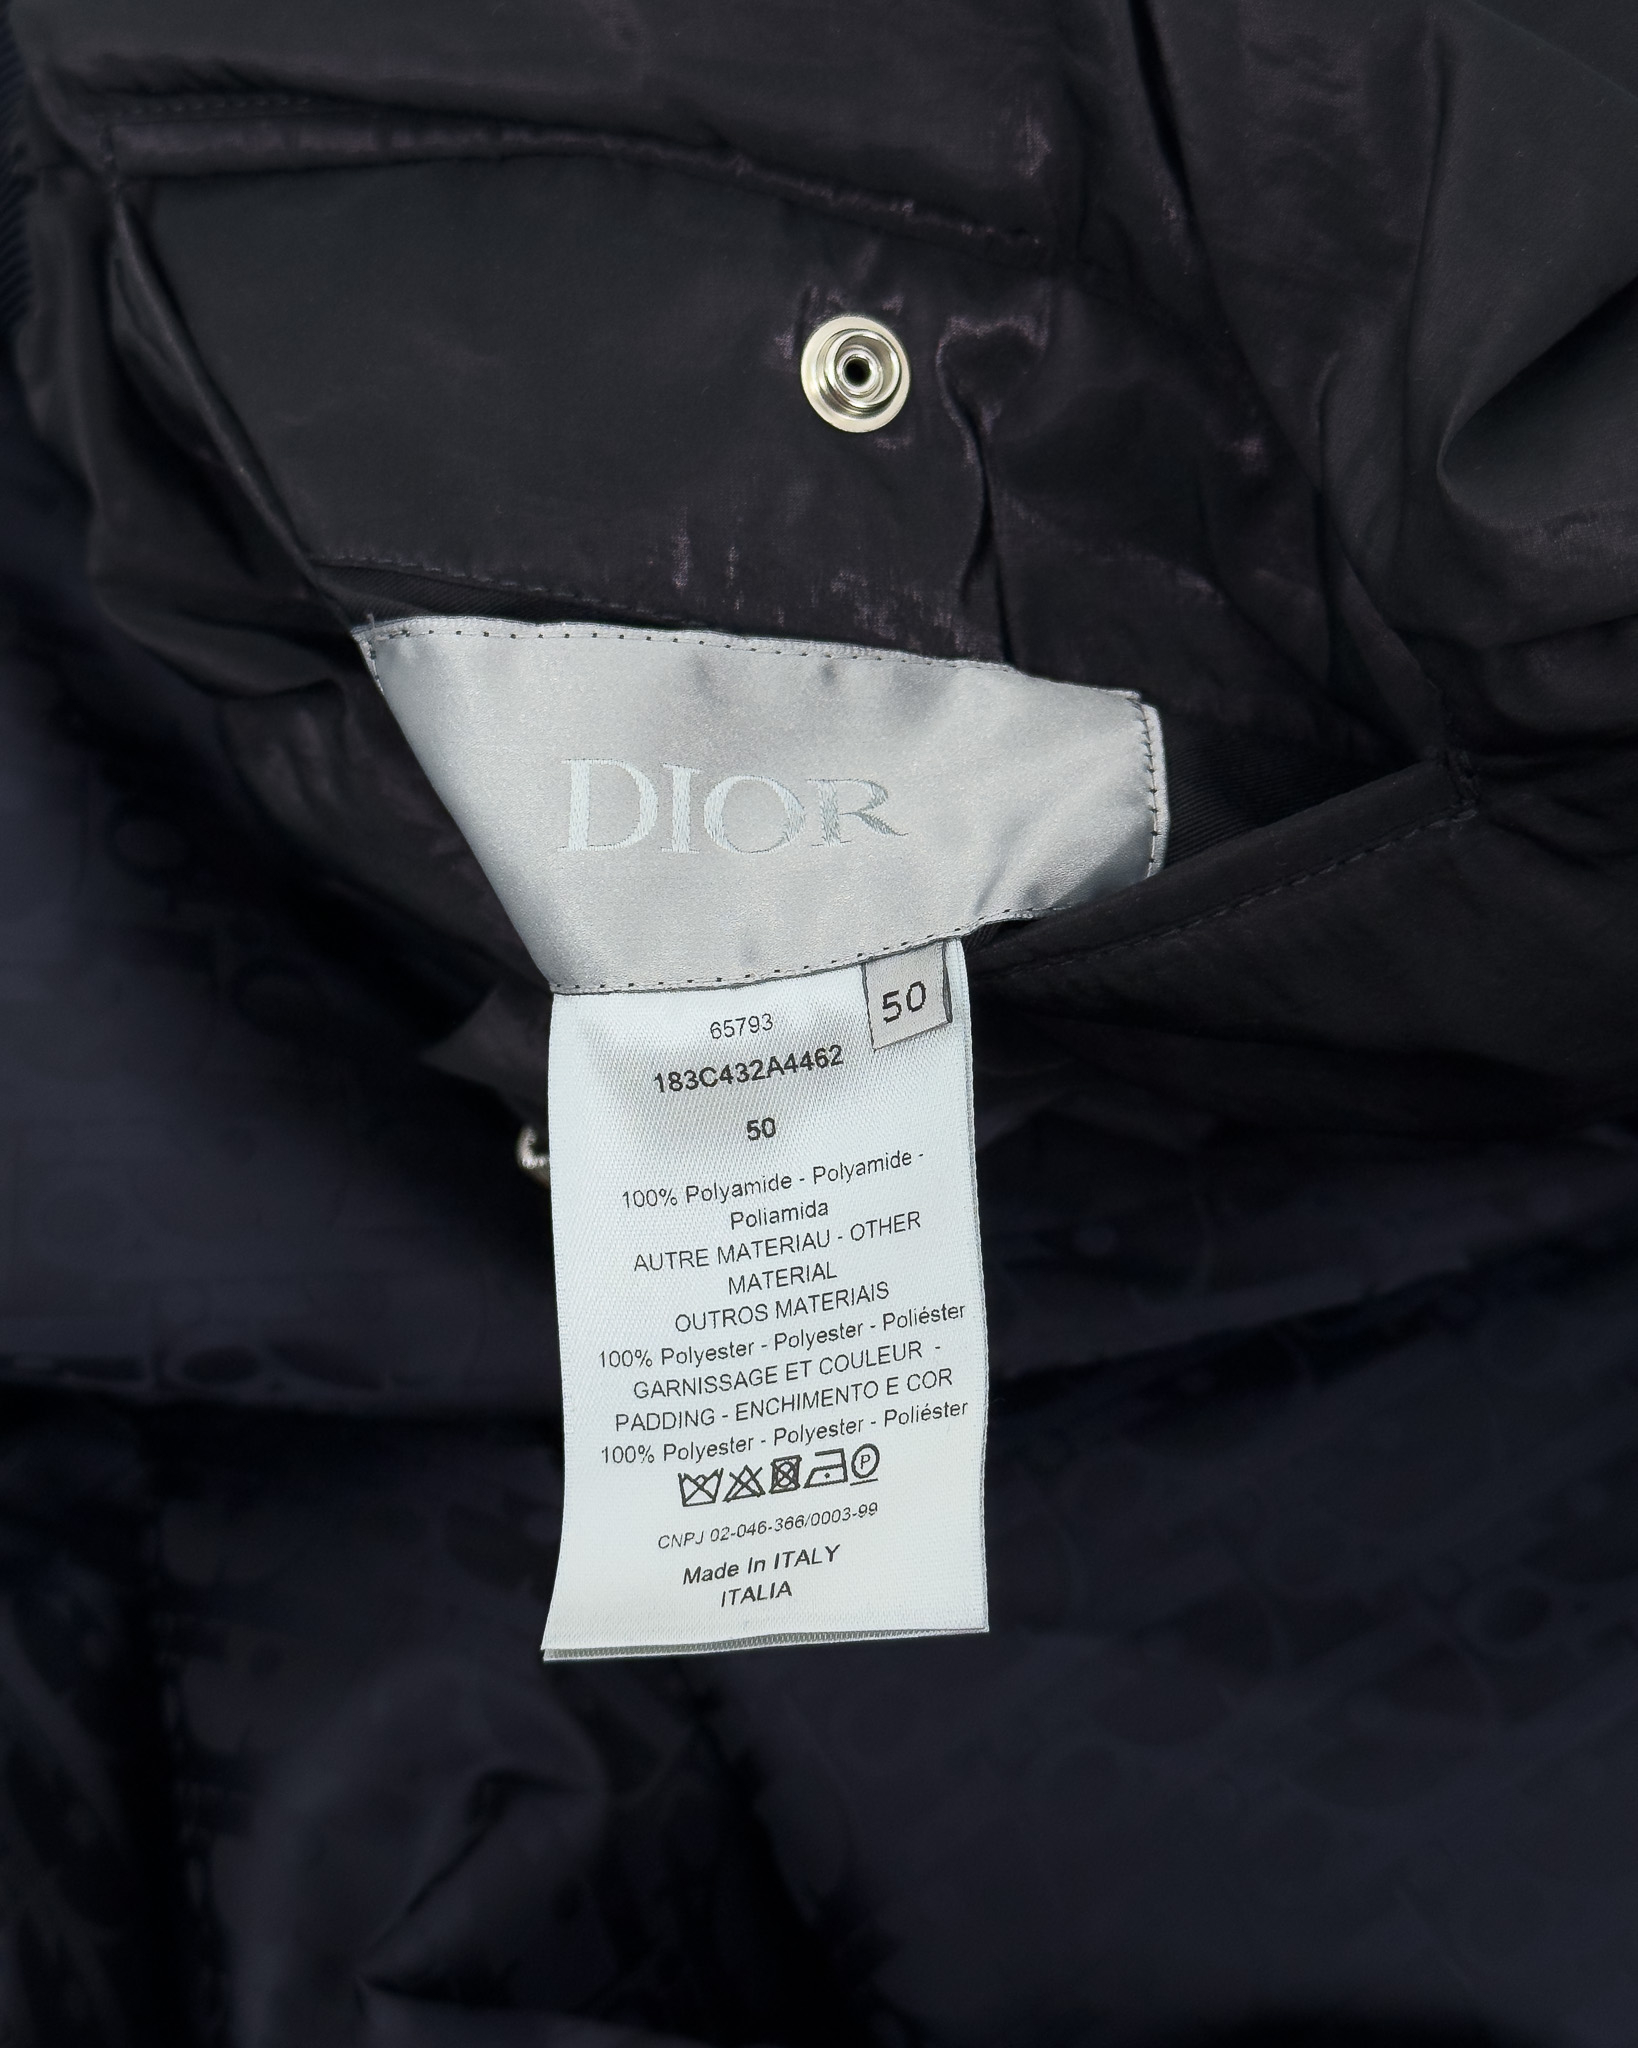 DIOR
50
65793
183C432A4462
50
100% Polyamide - Polyamide -
Poliamida
AUTRE MATERIAU - OTHER
MATERIAL
OUTROS MATERIAIS
100% Polyester - Polyester - Poliéster
GARNISSAGE ET COULEUR -
PADDING - ENCHIMENTO E COR
100% Polyester - Polyester - Poliéster
P
CNPJ 02-046-366/0003-99
Made In ITALY
ITALIA